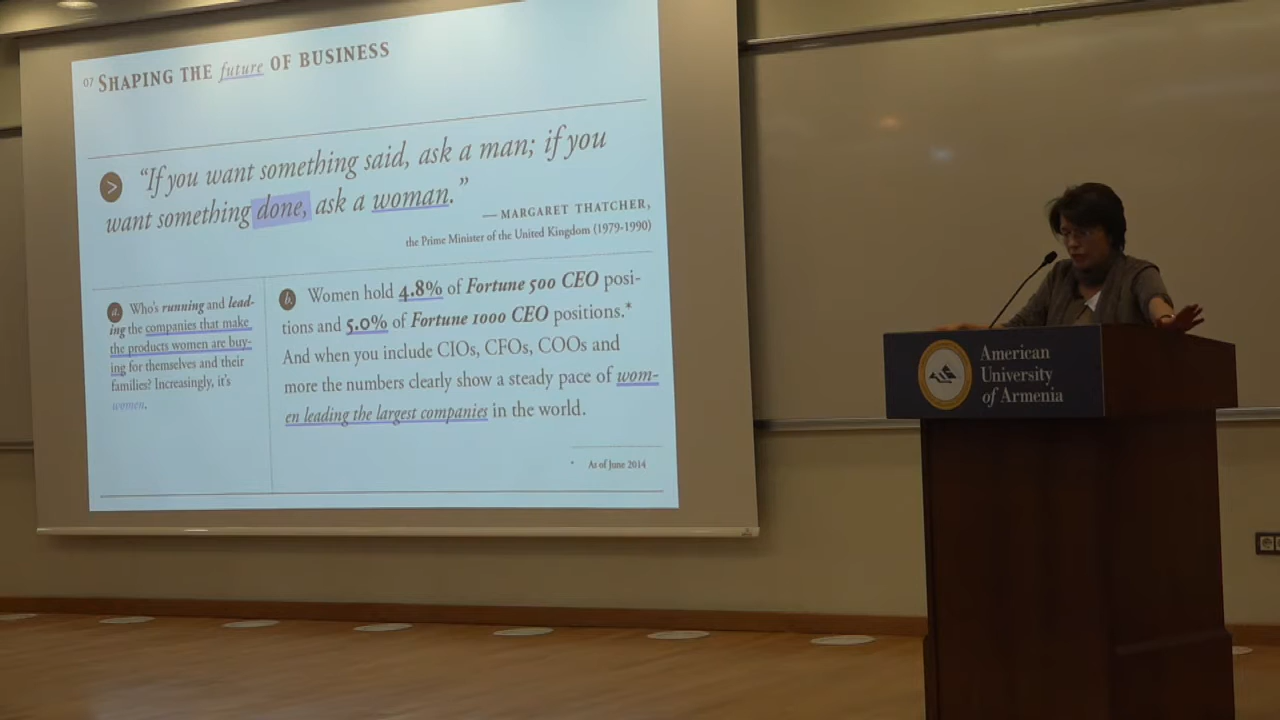 07 SHAPING THE future OF BUSINESS
> “If you want something said, ask a man; if you
want something done, ask a woman.”
— MARGARET THATCHER,
the Prime Minister of the United Kingdom (1979-1990)
a. Who's running and lead-
ing the companies that make
the products women are buy-
ing for themselves and their
families? Increasingly, it's
women.
b. Women hold 4.8% of Fortune 500 CEO posi-
tions and 5.0% of Fortune 1000 CEO positions.*
And when you include CIOs, CFOs, COOs and
more the numbers clearly show a steady pace of wom-
en leading the largest companies in the world.
* As of June 2014
American
University
of Armenia